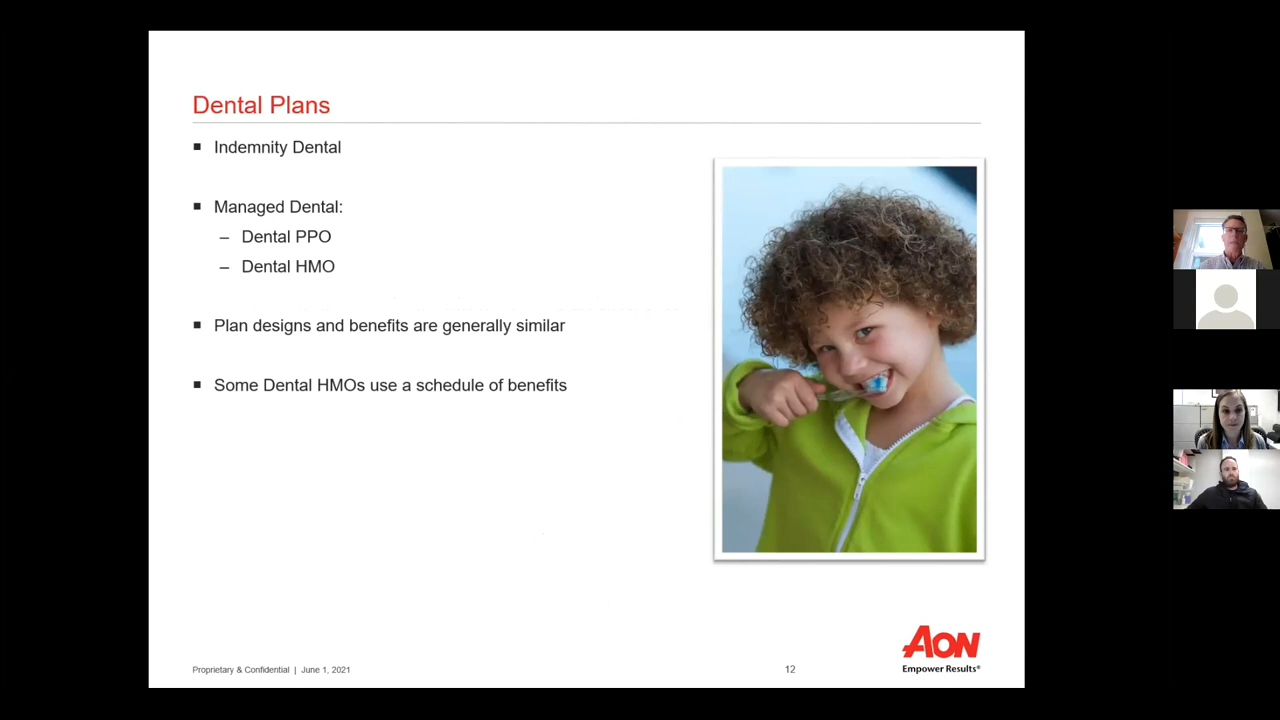 Dental Plans
Indemnity Dental
Managed Dental:
– Dental PPO
– Dental HMO
Plan designs and benefits are generally similar
Some Dental HMOs use a schedule of benefits
AON
Empower Results®
Proprietary & Confidential | June 1, 2021
12